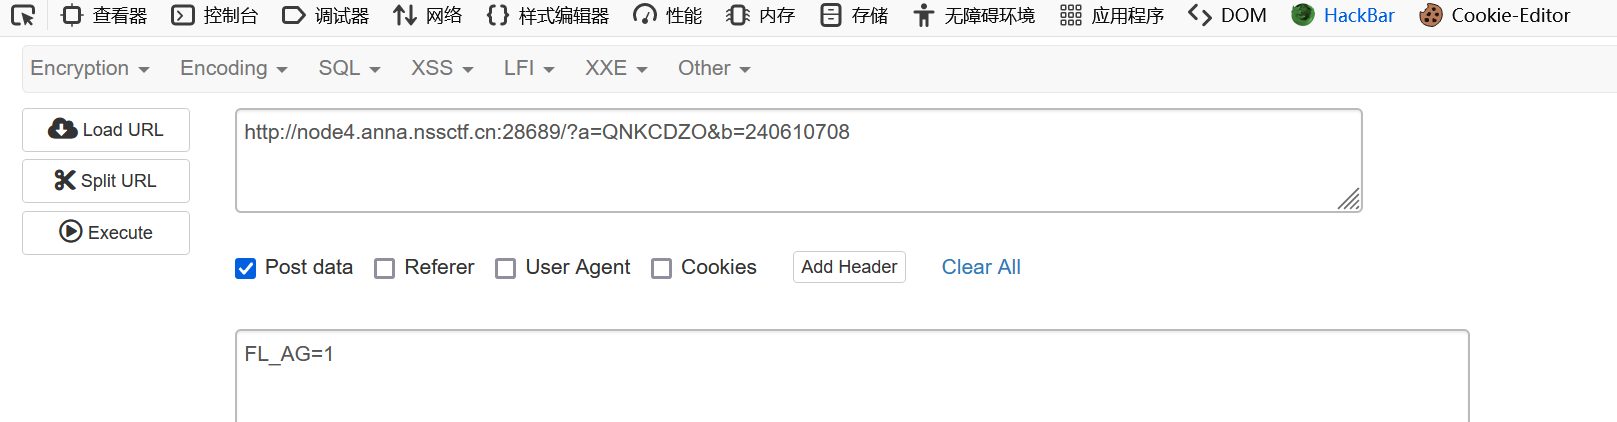 查看器 控制台 调试器 网络 样式编辑器 性能 内存 存储 无障碍环境 应用程序 DOM HackBar Cookie-Editor
Encryption Encoding SQL XSS LFI XXE Other
Load URL
http://node4.anna.nssctf.cn:28689/?a=QNKCDZO&b=240610708
Split URL
Execute
Post data Referer User Agent Cookies Add Header Clear All
FL_AG=1